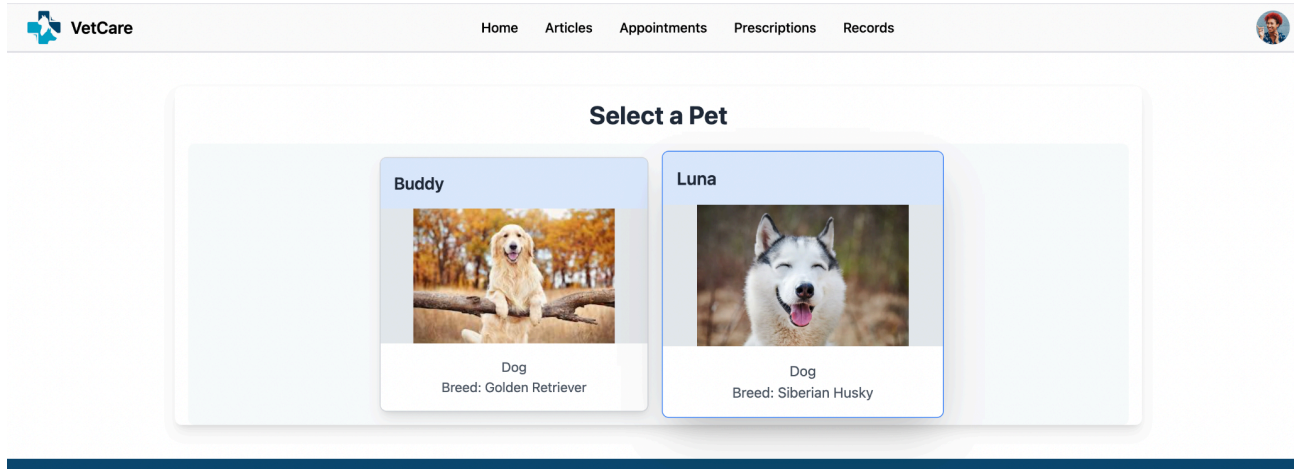 VetCare
Home Articles Appointments Prescriptions Records
Select a Pet
Buddy
Dog
Breed: Golden Retriever
Luna
Dog
Breed: Siberian Husky